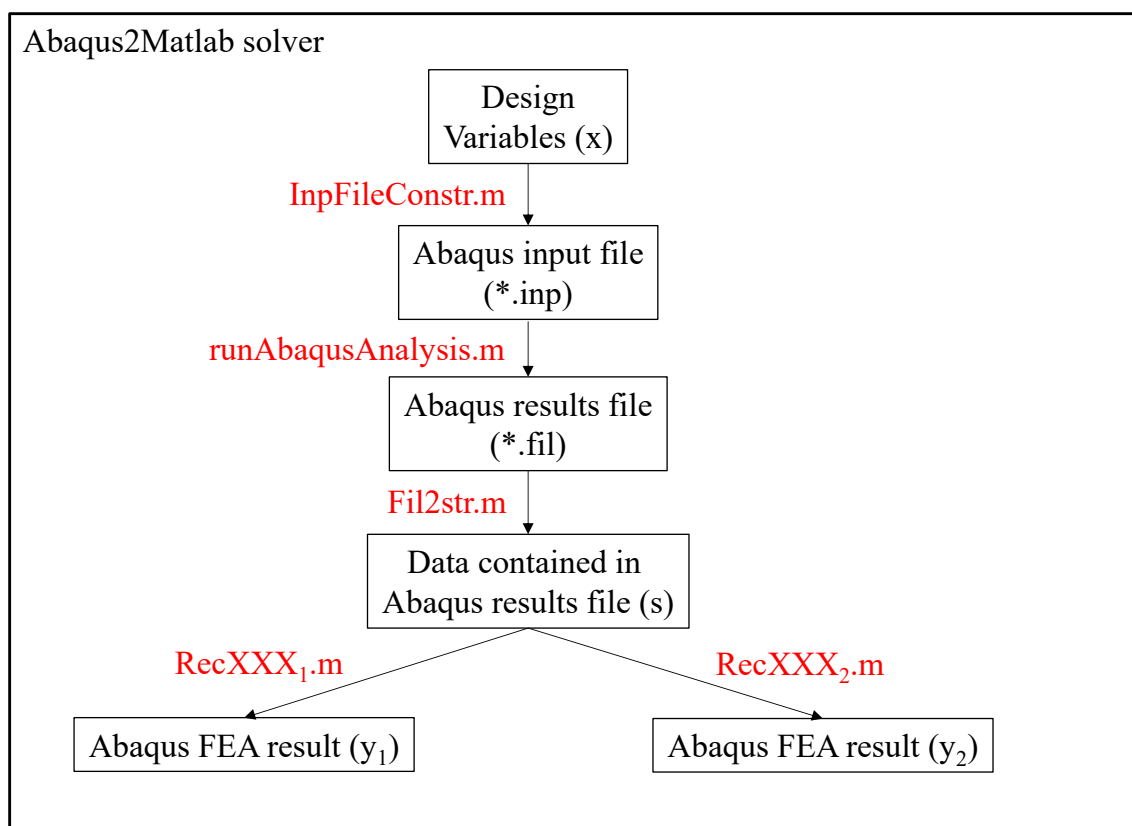 Abaqus2Matlab solver
Design
Variables (x)
InpFileConstr.m
Abaqus input file
(*.inp)
runAbaqusAnalysis.m
Abaqus results file
(*.fil)
Fil2str.m
Data contained in
Abaqus results file (s)
RecXXX₁.m
RecXXX₂.m
Abaqus FEA result (y₁)
Abaqus FEA result (y₂)